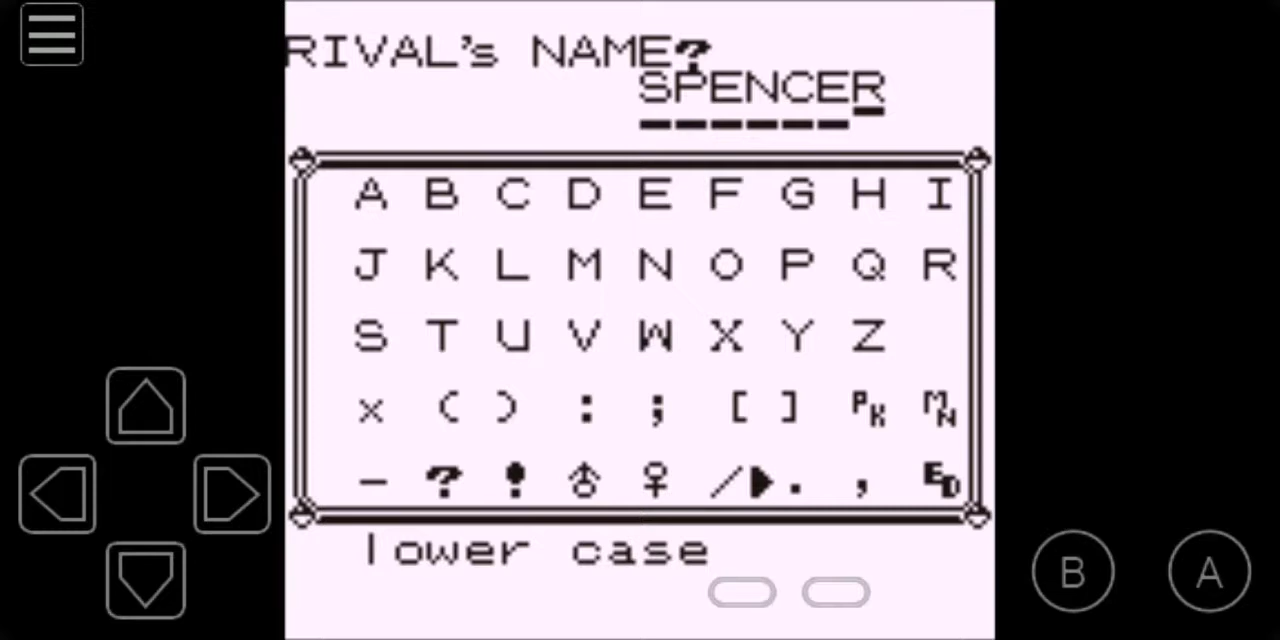 RIVAL's NAME?
SPENCER
A B C D E F G H I
J K L M N O P Q R
S T U V W X Y Z
× ( ) : ; [ ] PK MN
- ? ! ♂ ♀ / . , ED
lower case
B A